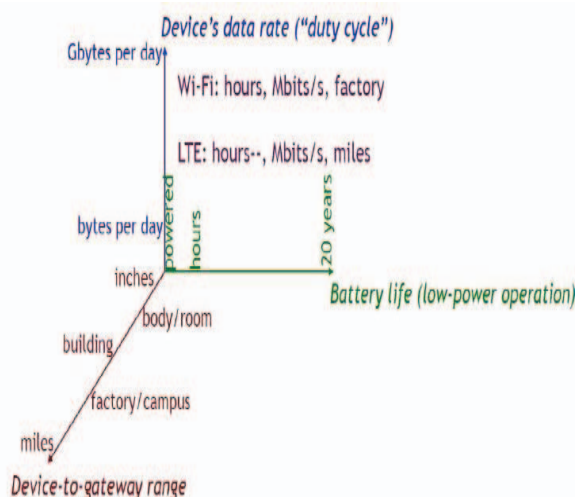 Device's data rate ("duty cycle")
Gbytes per day
Wi-Fi: hours, Mbits/s, factory
LTE: hours--, Mbits/s, miles
powered
hours
20 years
bytes per day
inches
Battery life (low-power operation)
body/room
building
factory/campus
miles
Device-to-gateway range